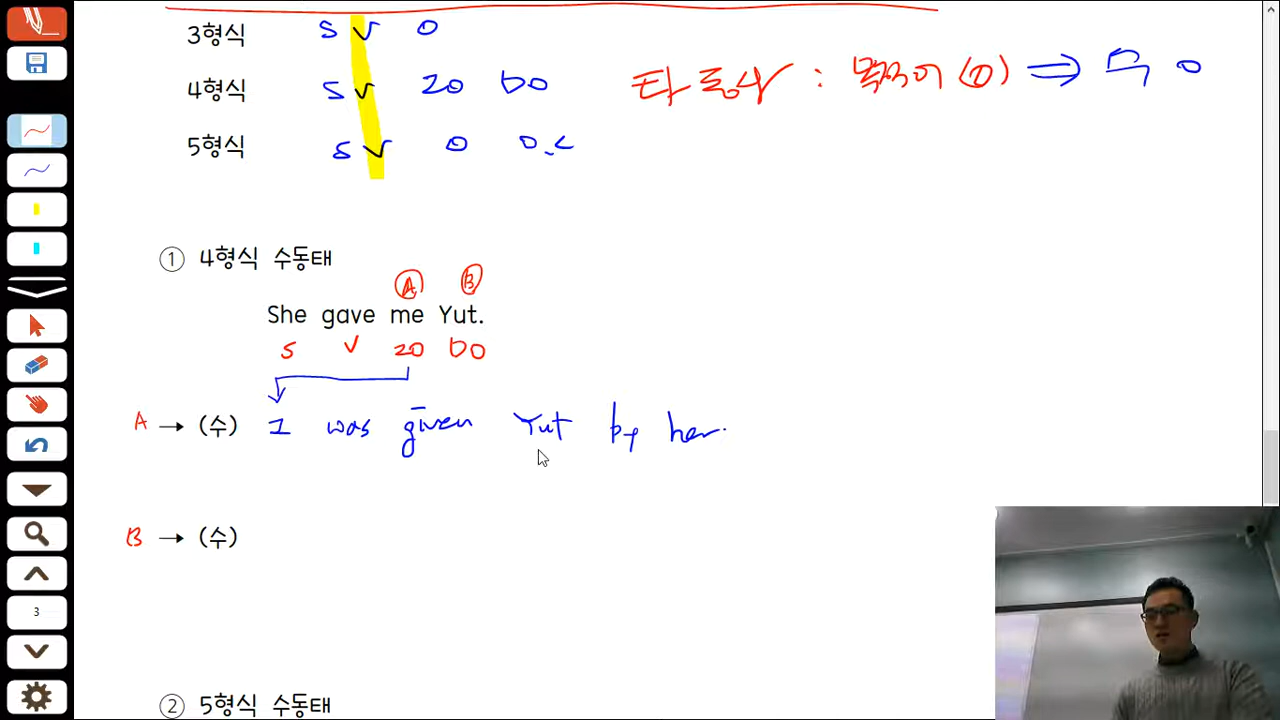 3형식 S V O
4형식 S V IO DO
타동사 : 목적어 (O) ⇒ 수 O
5형식 S V O O.C
① 4형식 수동태
A B
She gave me Yut.
S V IO DO
A → (수) I was given Yut by her.
B → (수)
3
② 5형식 수동태